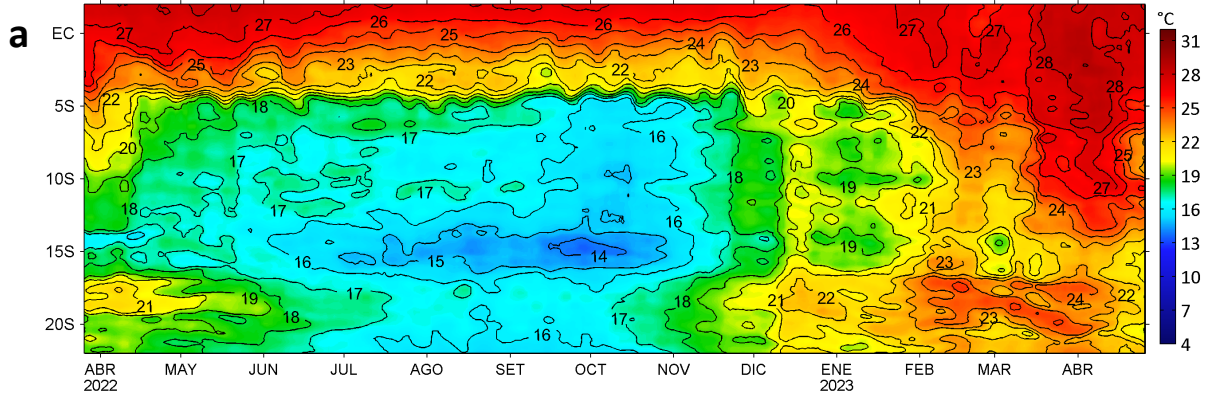 a
°C
EC
5S
10S
15S
20S
27 27 26 26 26 27 27
25 25 24 28
23 23
22 22 22 24 28
18 20
17 16 22
20 25
17 23
18 19 27
17 17 21 24
18 16
19
16 15 14 23
21 19 17 18 21 22 24 22
18 17 23
16
31
28
25
22
19
16
13
10
7
4
ABR MAY JUN JUL AGO SET OCT NOV DIC ENE FEB MAR ABR
2022 2023